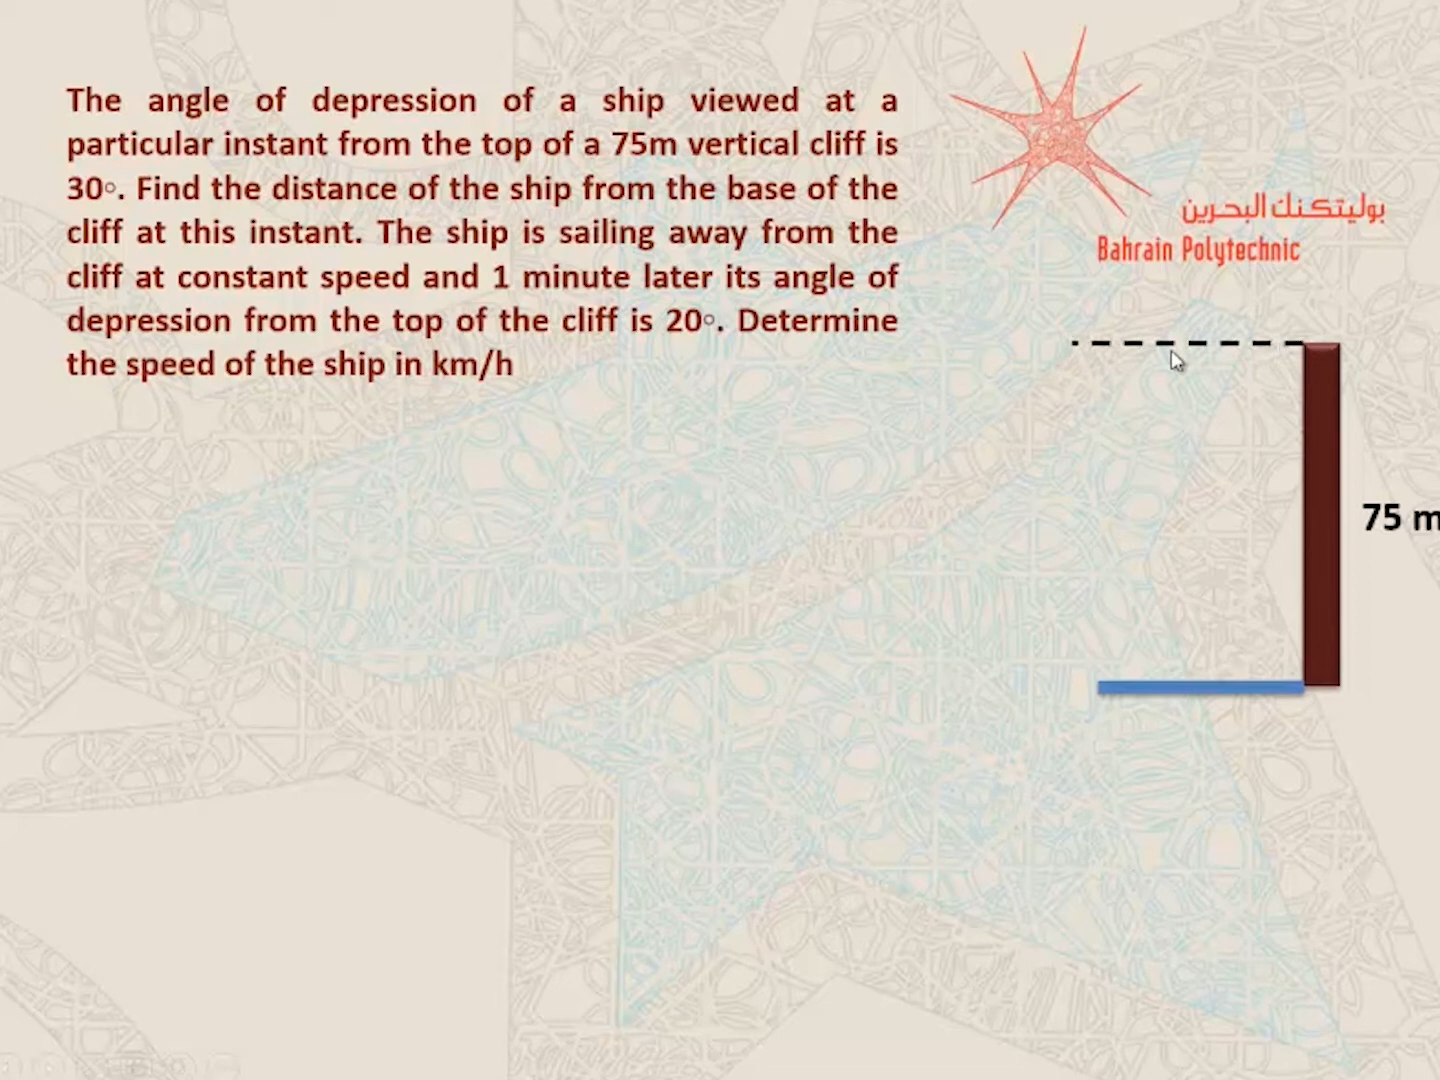 The angle of depression of a ship viewed at a
particular instant from the top of a 75m vertical cliff is
30◦. Find the distance of the ship from the base of the
cliff at this instant. The ship is sailing away from the
cliff at constant speed and 1 minute later its angle of
depression from the top of the cliff is 20◦. Determine
the speed of the ship in km/h
بوليتكنك البحرين
Bahrain Polytechnic
75 m